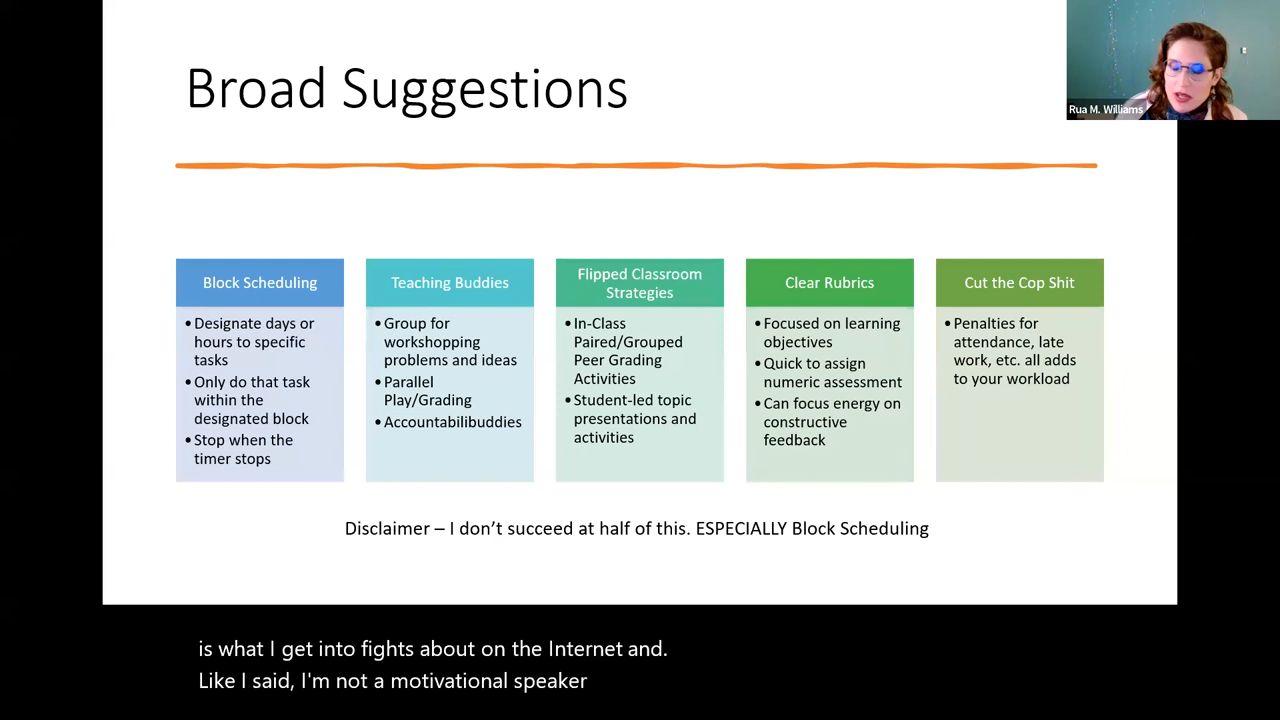 Broad Suggestions
Rua M. Williams
Block Scheduling
• Designate days or
hours to specific
tasks
• Only do that task
within the
designated block
• Stop when the
timer stops
Teaching Buddies
• Group for
workshopping
problems and ideas
• Parallel
Play/Grading
• Accountabilibuddies
Flipped Classroom
Strategies
• In-Class
Paired/Grouped
Peer Grading
Activities
• Student-led topic
presentations and
activities
Clear Rubrics
• Focused on learning
objectives
• Quick to assign
numeric assessment
• Can focus energy on
constructive
feedback
Cut the Cop Shit
• Penalties for
attendance, late
work, etc. all adds
to your workload
Disclaimer – I don’t succeed at half of this. ESPECIALLY Block Scheduling
is what I get into fights about on the Internet and.
Like I said, I'm not a motivational speaker